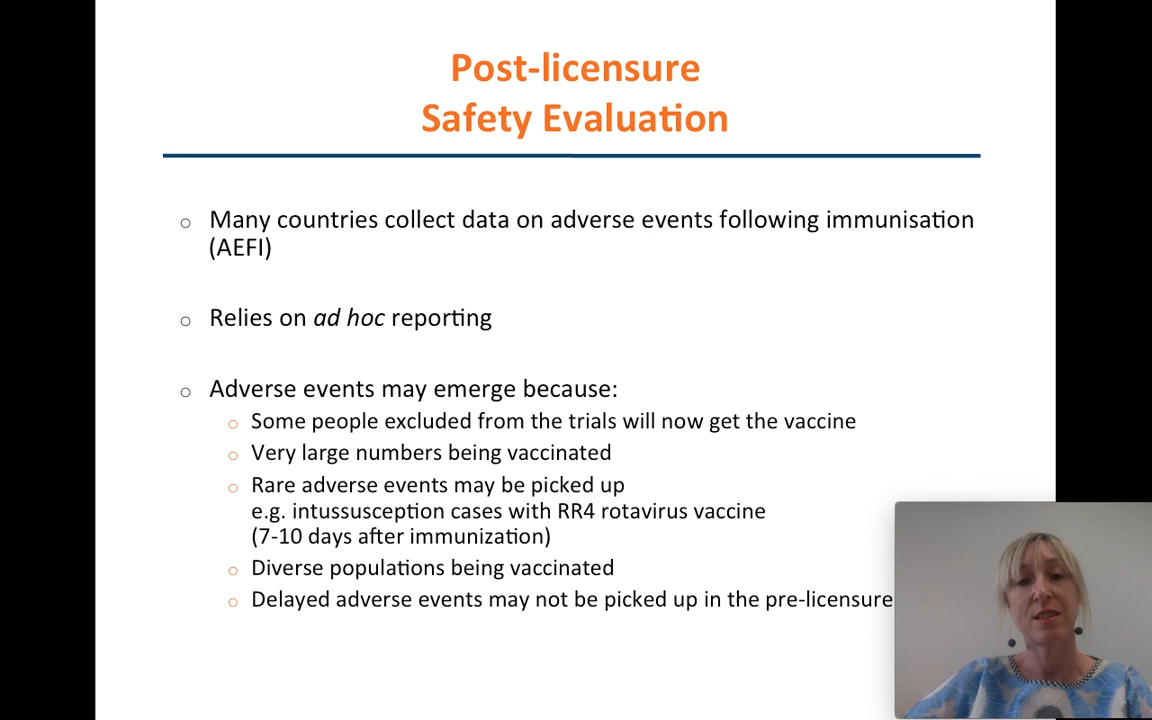 Post-licensure
Safety Evaluation
Many countries collect data on adverse events following immunisation
(AEFI)
Relies on ad hoc reporting
Adverse events may emerge because:
Some people excluded from the trials will now get the vaccine
Very large numbers being vaccinated
Rare adverse events may be picked up
e.g. intussusception cases with RR4 rotavirus vaccine
(7-10 days after immunization)
Diverse populations being vaccinated
Delayed adverse events may not be picked up in the pre-licensure